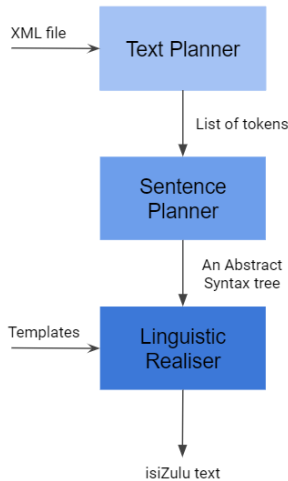 XML file
Text Planner
List of tokens
Sentence
Planner
An Abstract
Syntax tree
Templates
Linguistic
Realiser
isiZulu text